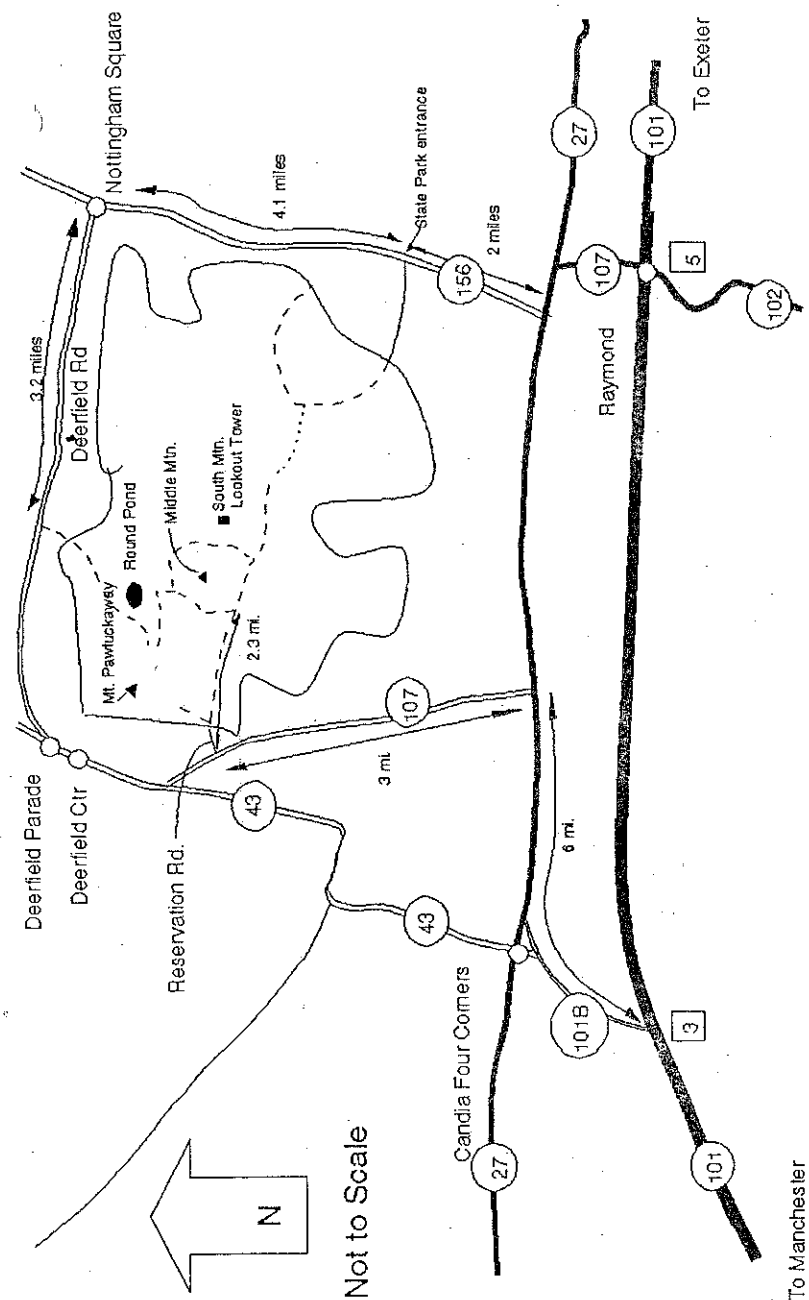 Deerfield Parade
Deerfield Ctr
Nottingham Square
3.2 miles
Deerfield Rd
4.1 miles
Mt. Pawtuckaway
Round Pond
Middle Mtn.
South Mtn.
Lookout Tower
State Park entrance
Reservation Rd.
2.3 mi.
43
107
3 mi.
156
2 miles
N
Not to Scale
43
Candia Four Corners
27
27
101B
6 mi.
107
Raymond
3
5
101
101
102
To Manchester
To Exeter